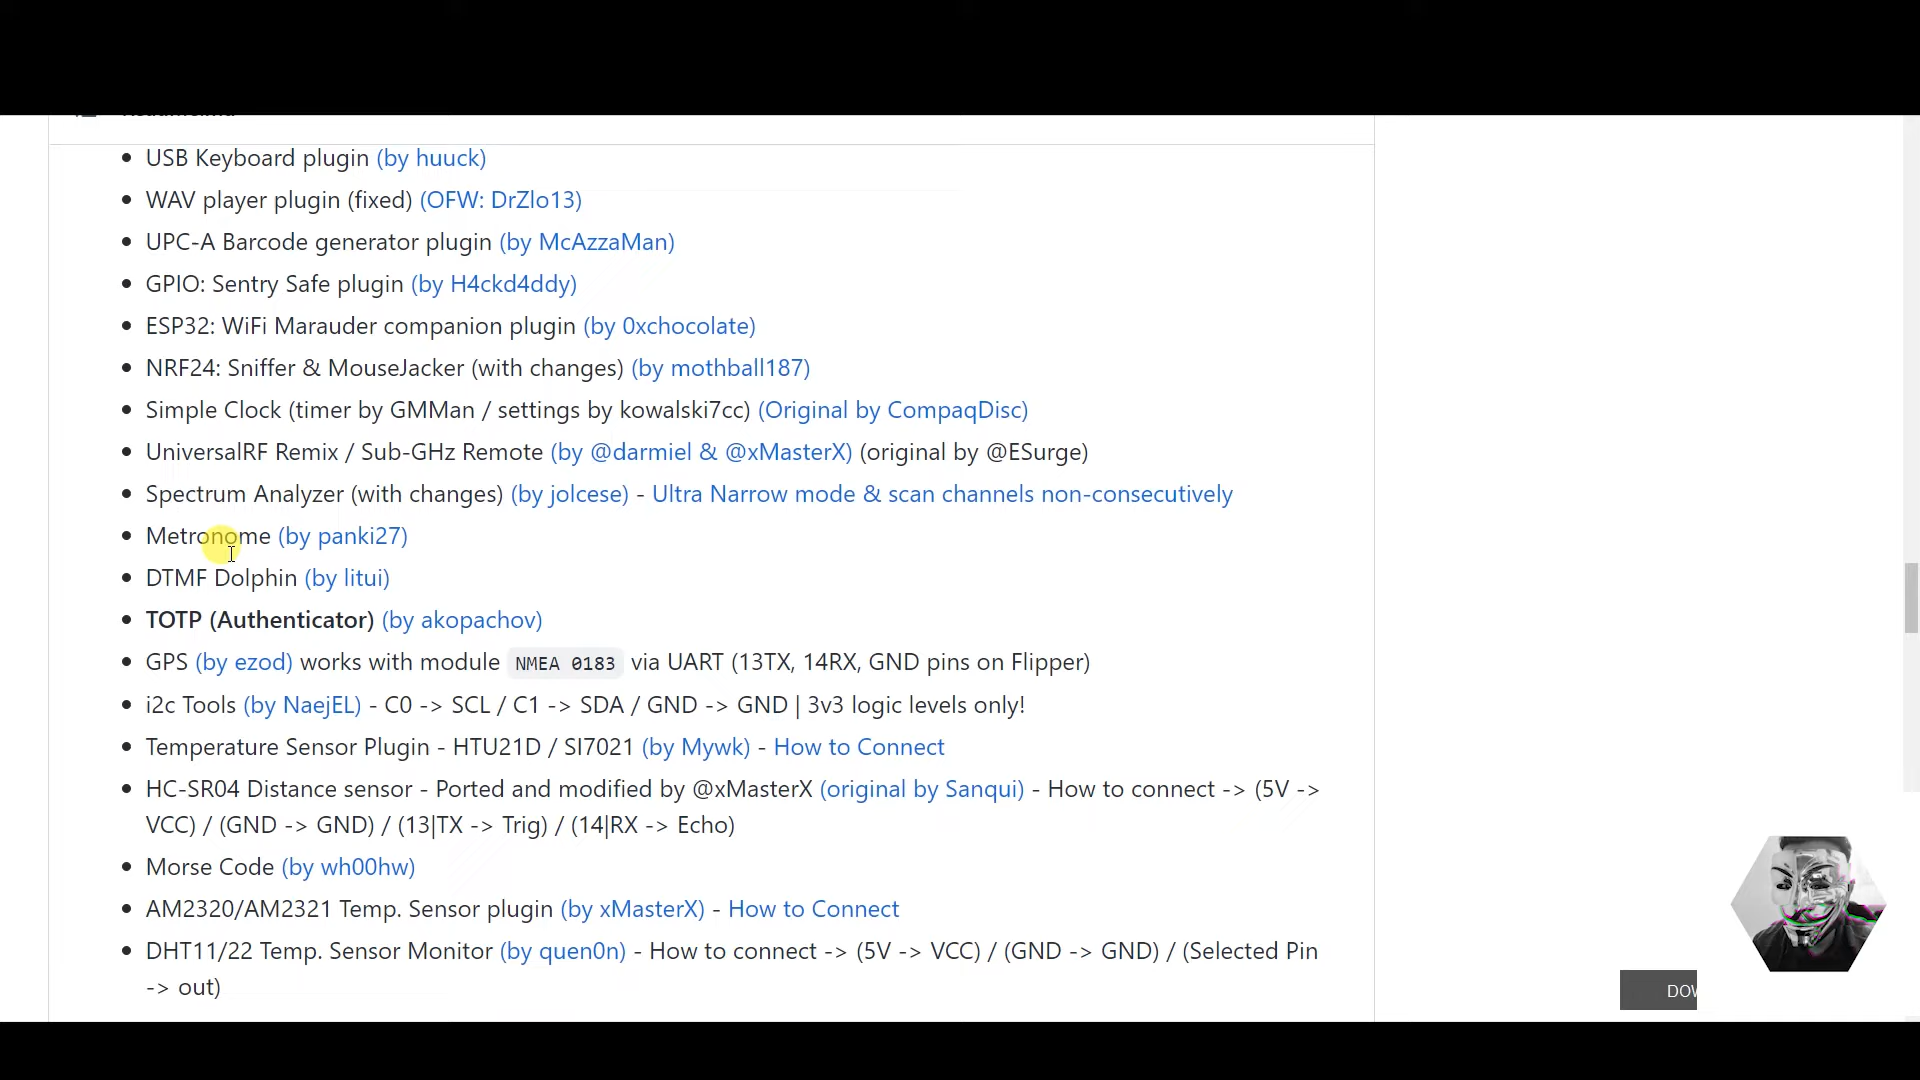 USB Keyboard plugin (by huuck)
WAV player plugin (fixed) (OFW: DrZlo13)
UPC-A Barcode generator plugin (by McAzzaMan)
GPIO: Sentry Safe plugin (by H4ckd4ddy)
ESP32: WiFi Marauder companion plugin (by 0xchocolate)
NRF24: Sniffer & MouseJacker (with changes) (by mothball187)
Simple Clock (timer by GMMan / settings by kowalski7cc) (Original by CompaqDisc)
UniversalRF Remix / Sub-GHz Remote (by @darmiel & @xMasterX) (original by @ESurge)
Spectrum Analyzer (with changes) (by jolcese) - Ultra Narrow mode & scan channels non-consecutively
Metronome (by panki27)
DTMF Dolphin (by litui)
TOTP (Authenticator) (by akopachov)
GPS (by ezod) works with module NMEA 0183 via UART (13TX, 14RX, GND pins on Flipper)
i2c Tools (by NaejEL) - C0 -> SCL / C1 -> SDA / GND -> GND | 3v3 logic levels only!
Temperature Sensor Plugin - HTU21D / SI7021 (by Mywk) - How to Connect
HC-SR04 Distance sensor - Ported and modified by @xMasterX (original by Sanqui) - How to connect -> (5V ->
VCC) / (GND -> GND) / (13|TX -> Trig) / (14|RX -> Echo)
Morse Code (by wh00hw)
AM2320/AM2321 Temp. Sensor plugin (by xMasterX) - How to Connect
DHT11/22 Temp. Sensor Monitor (by quen0n) - How to connect -> (5V -> VCC) / (GND -> GND) / (Selected Pin
-> out)